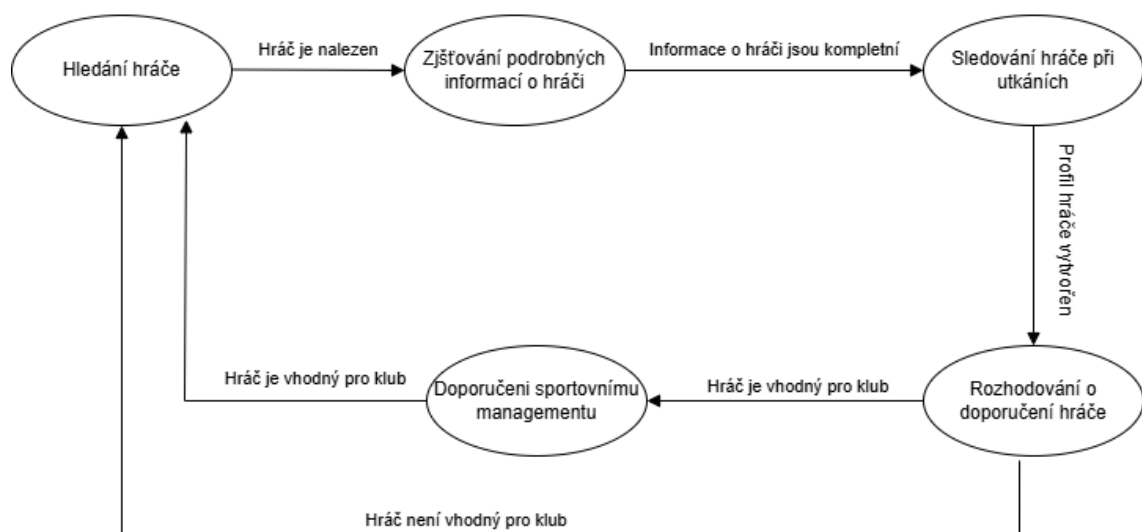 Hledání hráče
Hráč je nalezen
Zjšťování podrobných
informací o hráči
Informace o hráči jsou kompletní
Sledování hráče při
utkáních
Profil hráče vytvořen
Rozhodování o
doporučení hráče
Hráč je vhodný pro klub
Doporučeni sportovnímu
managementu
Hráč je vhodný pro klub
Hráč není vhodný pro klub